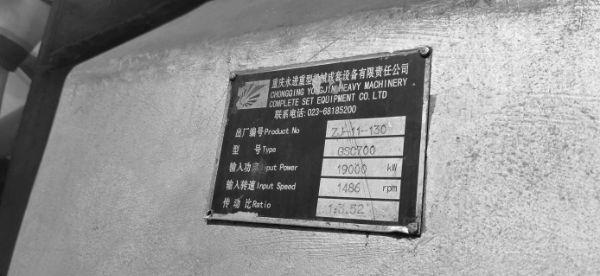 重庆永进重型机械成套设备有限责任公司
CHONGQING YONGJIN HEAVY MACHINERY
COMPLETE SET EQUIPMENT CO.LTD
联系电话:023-68185200
出厂编号Product No ZJ-11-130
型 号Type GSC700
输入功率Input Power 19000 kW
输入转速Input Speed 1486 rpm
传 动 比Ratio 1:3.52